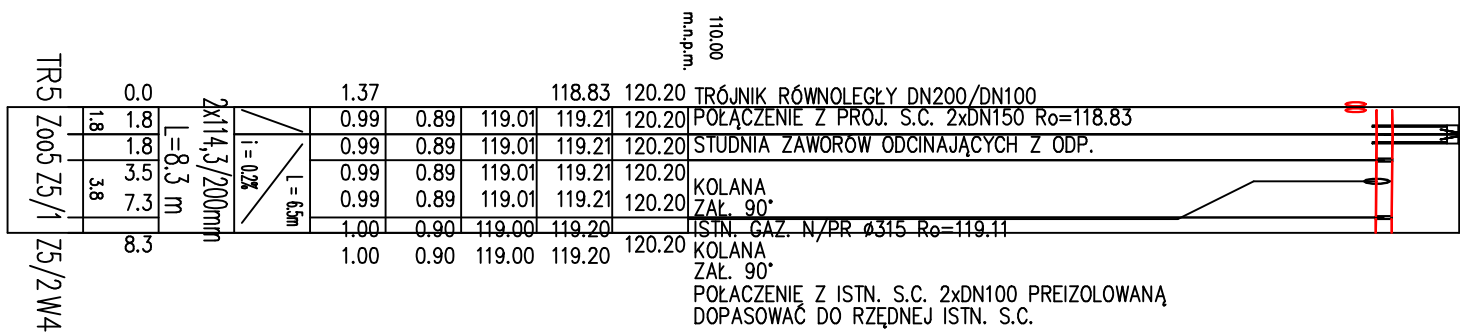 110.00
m.n.p.m.
0.0 1.37 118.83 120.20 TRÓJNIK RÓWNOLEGŁY DN200/DN100
1.8 0.99 0.89 119.01 119.21 120.20 POŁĄCZENIE Z PROJ. S.C. 2xDN150 Ro=118.83
1.8 0.99 0.89 119.01 119.21 120.20 STUDNIA ZAWORÓW ODCINAJĄCYCH Z ODP.
3.5 0.99 0.89 119.01 119.21 120.20 KOLANA
7.3 0.99 0.89 119.01 119.21 120.20 ZAŁ. 90°
1.00 0.90 119.00 119.20 ISTN. GAZ. N/PR ø315 Ro=119.11
8.3 1.00 0.90 119.00 119.20 120.20 KOLANA
ZAŁ. 90°
POŁACZENIE Z ISTN. S.C. 2xDN100 PREIZOLOWANĄ
DOPASOWAĆ DO RZĘDNEJ ISTN. S.C.
TR5 Zoo5 Z5/1 Z5/2 W4
1.8 3.8
L=8.3 m
2x114,3/200mm
i = 0.2%
L = 6.5m